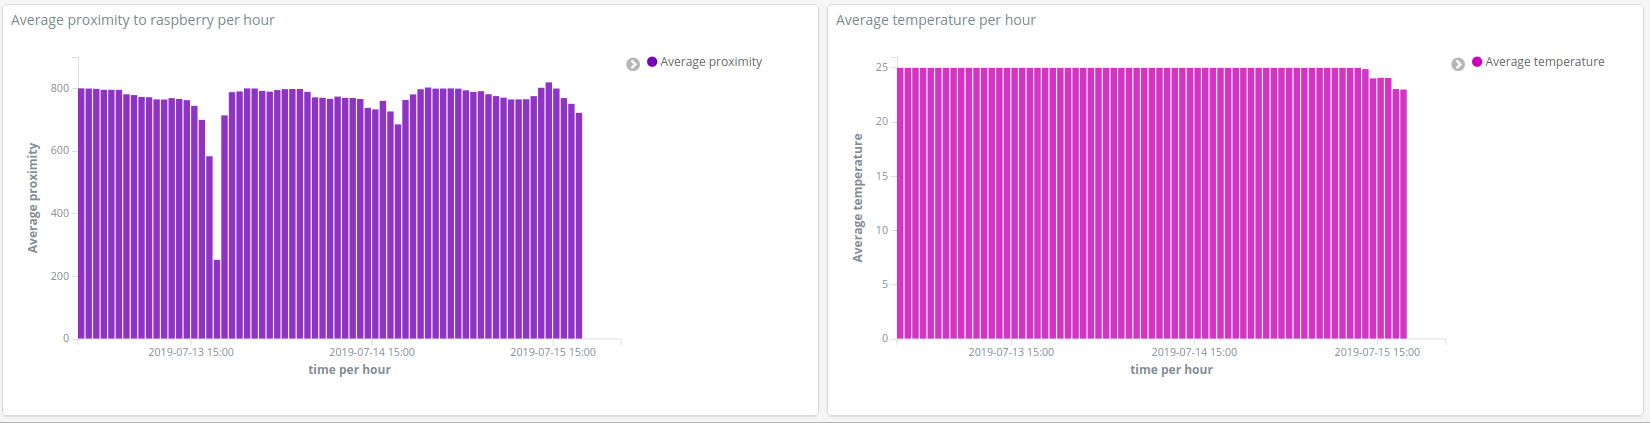 Average proximity to raspberry per hour
Average proximity
800
600
400
200
0
Average proximity
2019-07-13 15:00 2019-07-14 15:00 2019-07-15 15:00
time per hour
Average temperature per hour
Average temperature
25
20
15
10
5
0
Average temperature
2019-07-13 15:00 2019-07-14 15:00 2019-07-15 15:00
time per hour